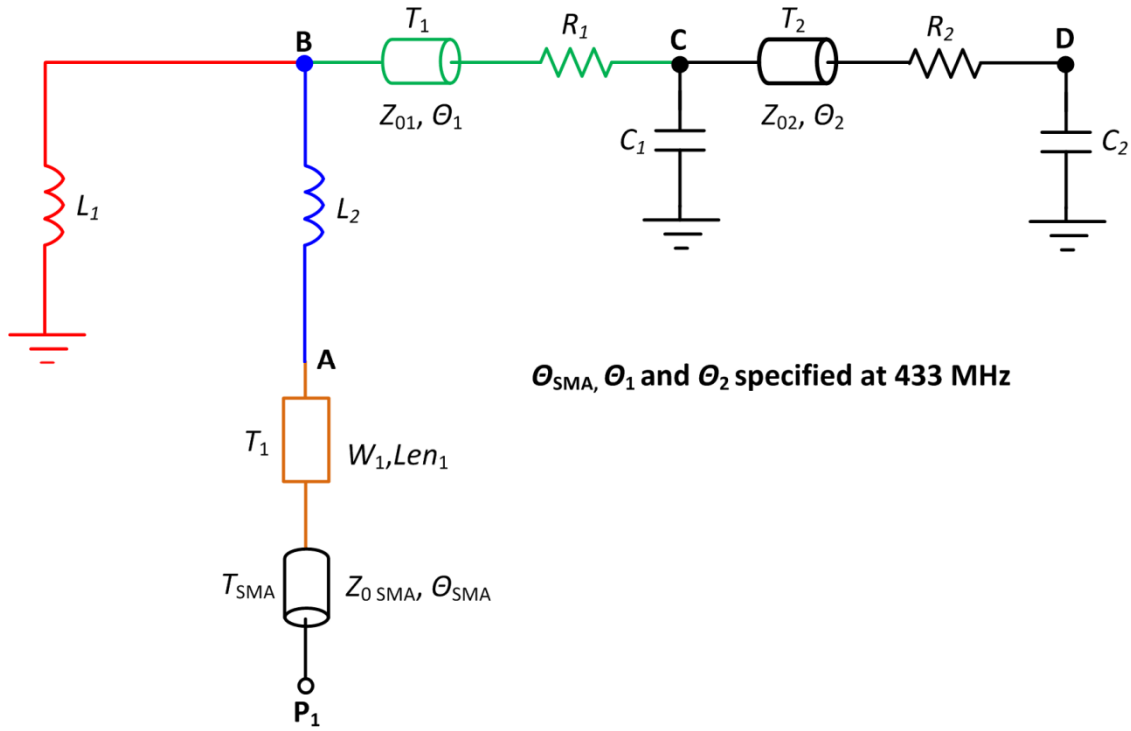 T1 R1 T2 R2
B C D
Z01, Θ1 Z02, Θ2
C1 C2
L1 L2
A
ΘSMA, Θ1 and Θ2 specified at 433 MHz
T1 W1,Len1
TSMA Z0 SMA, ΘSMA
P1